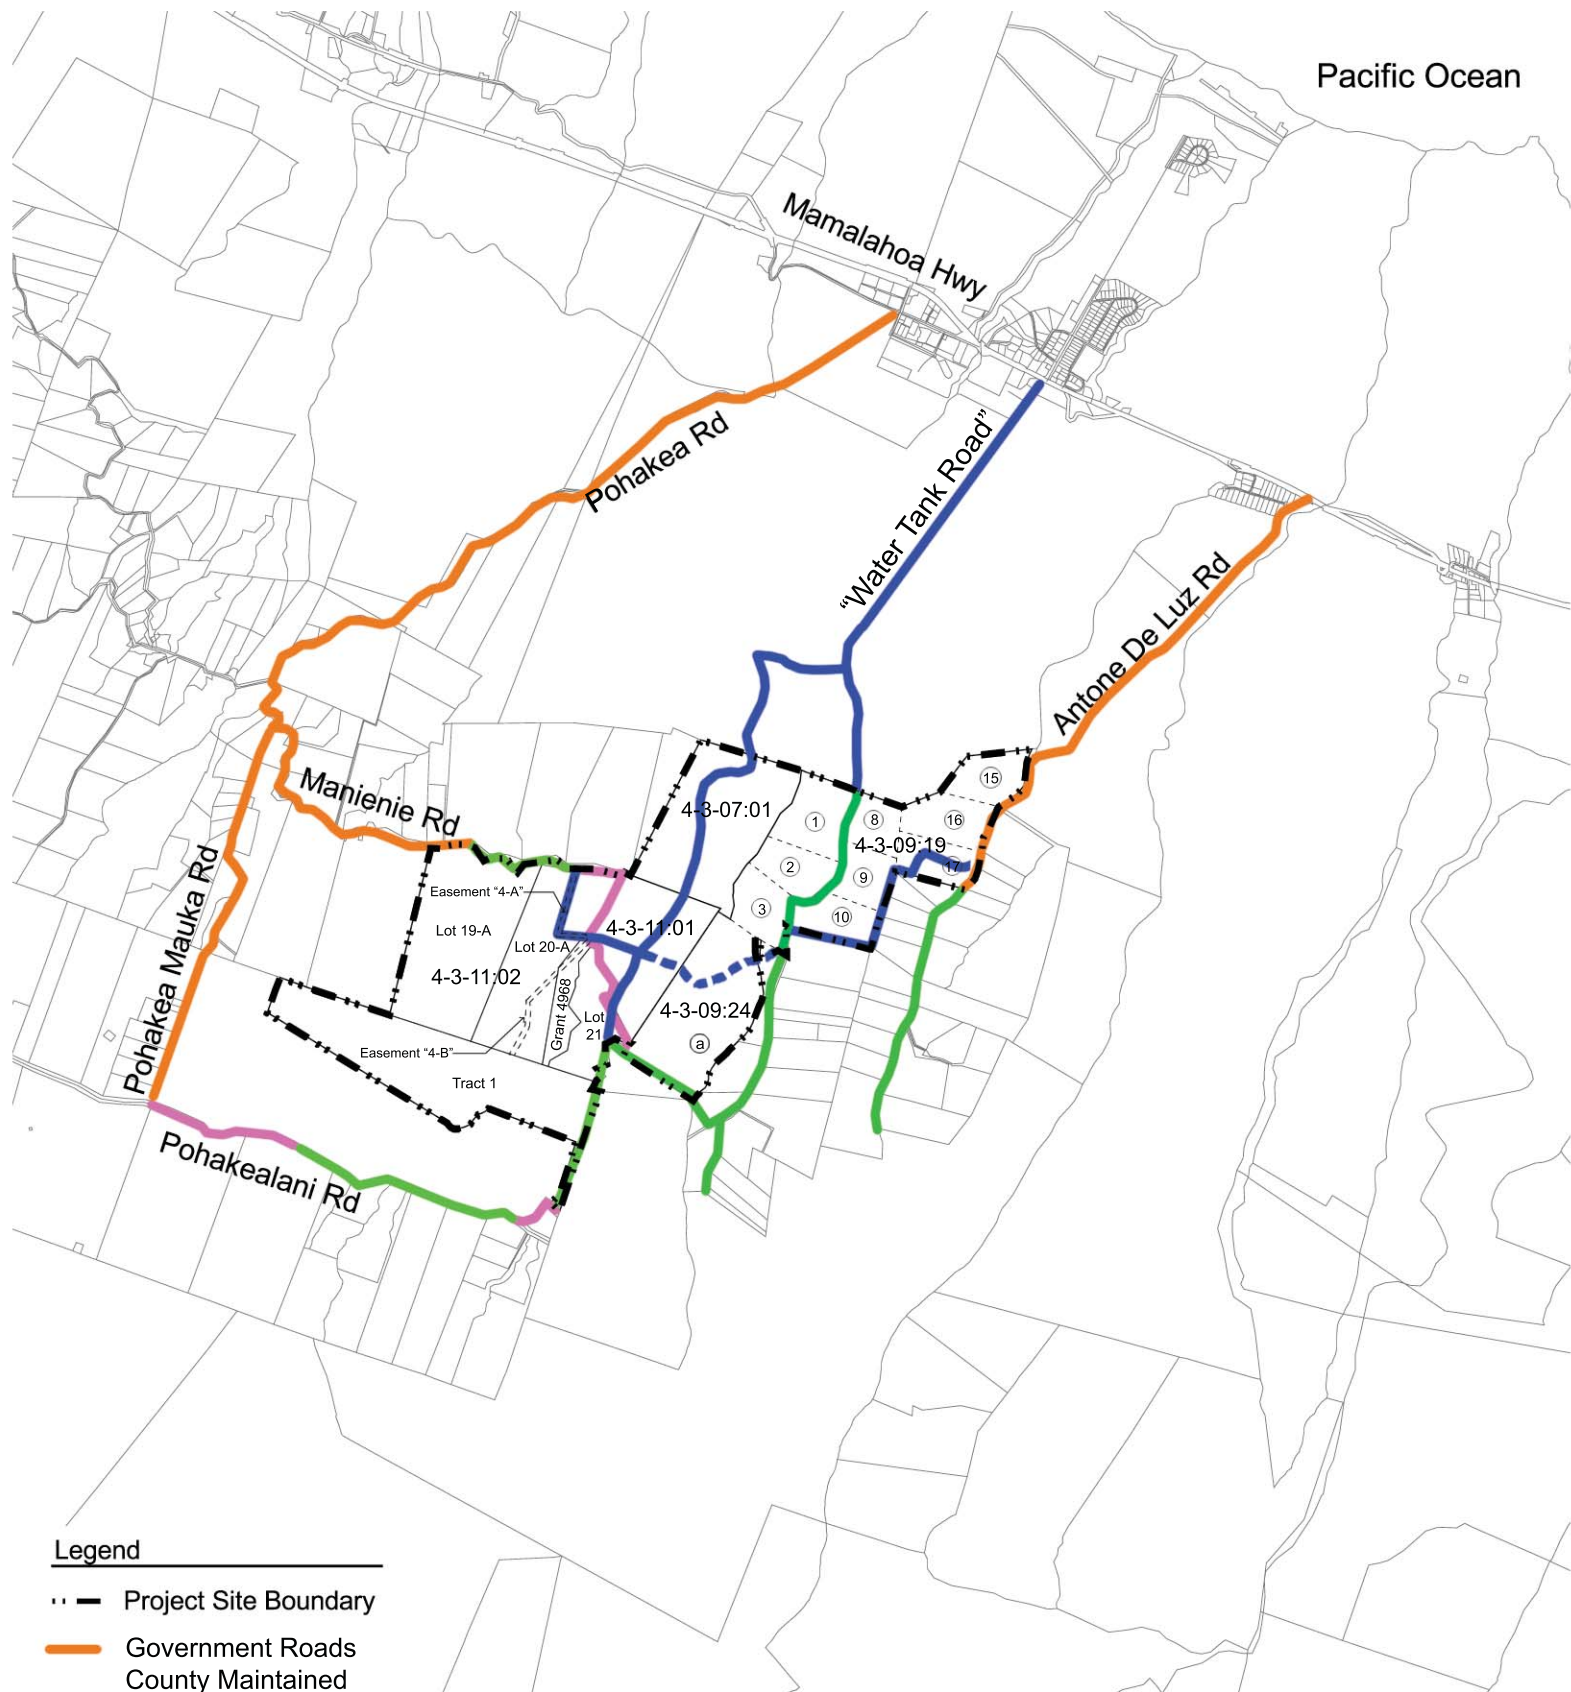 Pacific Ocean
Mamalahoa Hwy
Pohakea Rd
“Water Tank Road”
Antone De Luz Rd
Manienie Rd
Pohakea Mauka Rd
Pohakealani Rd
4-3-07:01
1
8
15
16
4-3-09:19
2
9
17
3
10
Easement “4-A”
Lot 19-A
Lot 20-A
4-3-11:01
4-3-11:02
Grant 4968
Lot
21
4-3-09:24
a
Easement “4-B”
Tract 1
Legend
Project Site Boundary
Government Roads
County Maintained